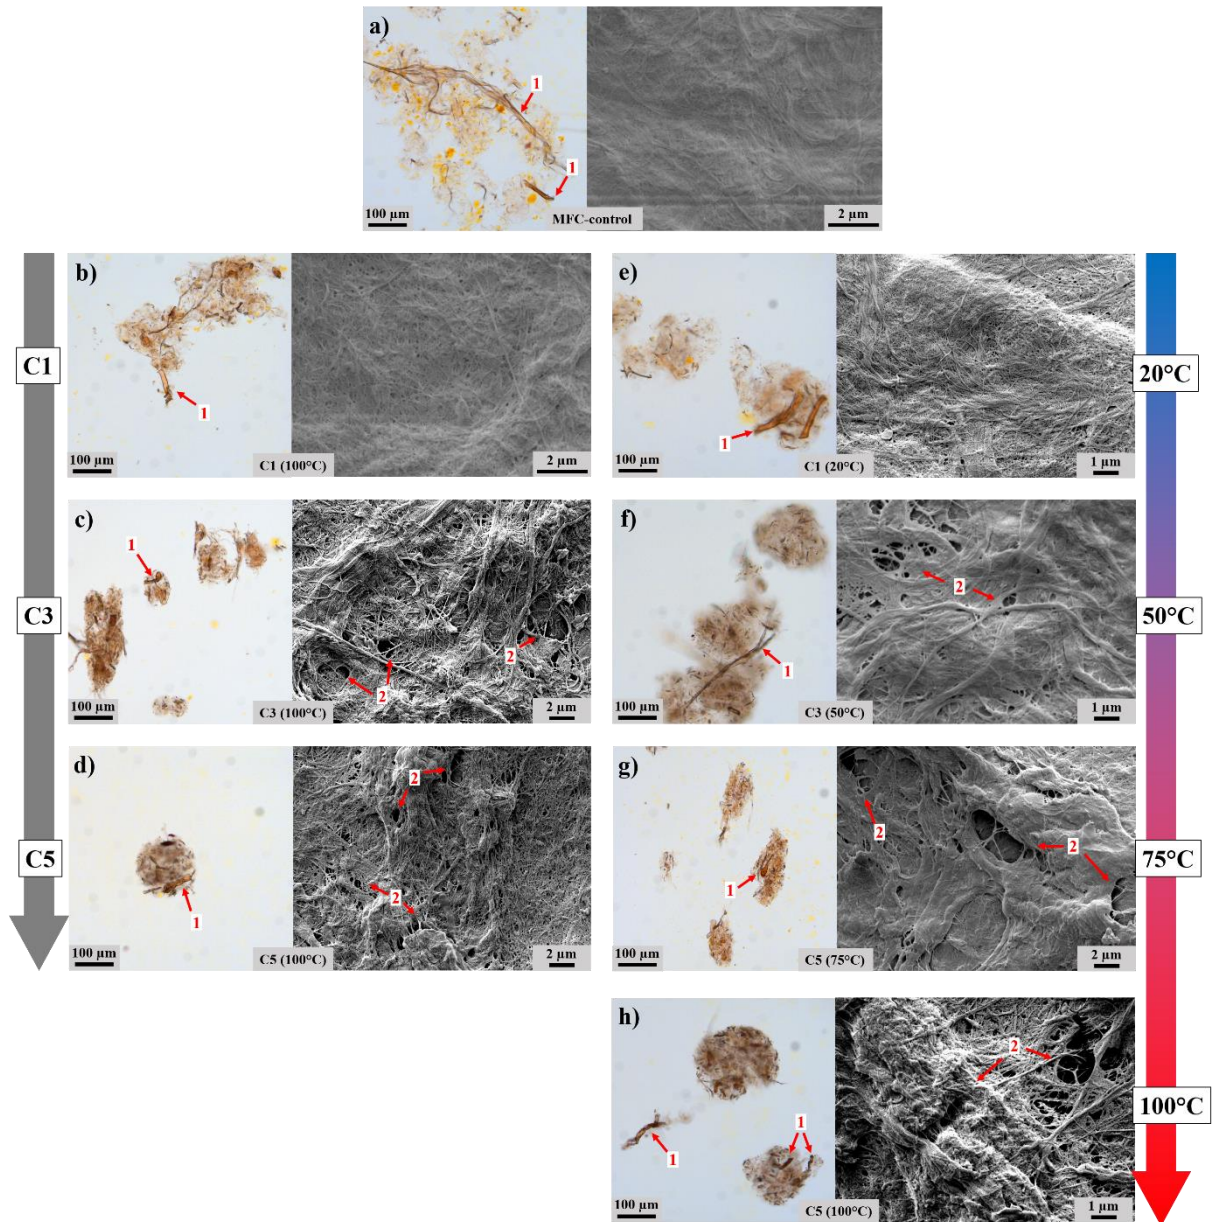 a)
1
1
100 µm
MFC-control
2 µm
b)
1
100 µm
C1 (100°C)
2 µm
e)
1
100 µm
C1 (20°C)
1 µm
C1
20°C
c)
1
2
2
100 µm
C3 (100°C)
2 µm
f)
2
1
100 µm
C3 (50°C)
1 µm
C3
50°C
d)
2
2
1
100 µm
C5 (100°C)
2 µm
g)
2
2
1
100 µm
C5 (75°C)
2 µm
C5
75°C
h)
2
1
1
100 µm
C5 (100°C)
1 µm
100°C